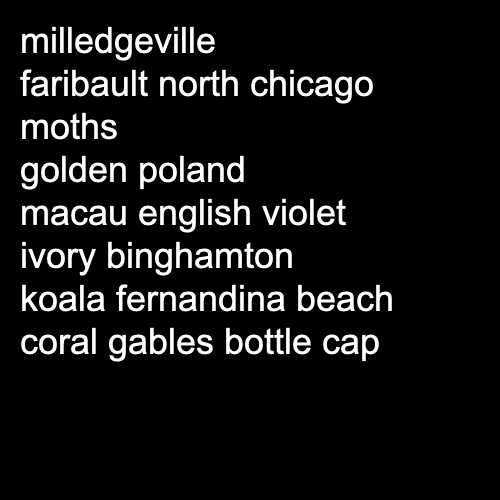 milledgeville
faribault north chicago
moths
golden poland
macau english violet
ivory binghamton
koala fernandina beach
coral gables bottle cap